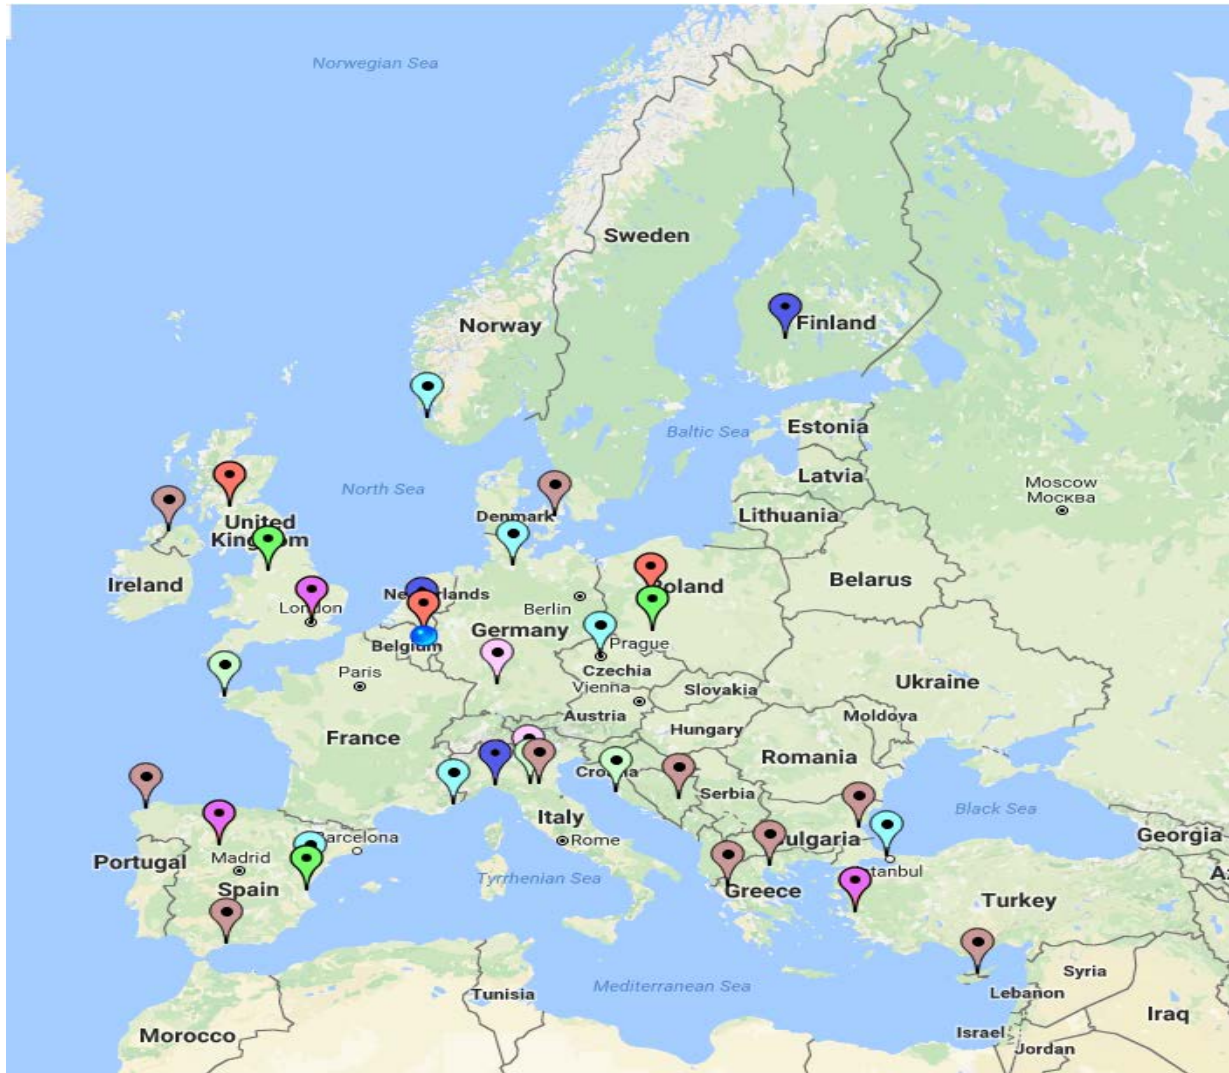 Norwegian Sea
Sweden
Finland
Norway
Estonia
Baltic Sea
Latvia
Moscow
Москва
North Sea
Denmark
Lithuania
United
Kingdom
Ireland
Netherlands
Belarus
Poland
London
Berlin
Germany
Belgium
Prague
Paris
Czechia
Vienna
Slovakia
Ukraine
Austria
Moldova
France
Hungary
Romania
Croatia
Serbia
Italy
Black Sea
Georgia
Barcelona
Rome
Bulgaria
Portugal
Madrid
Istanbul
Tyrrhenian Sea
Spain
Greece
Turkey
Az
Syria
Mediterranean Sea
Tunisia
Lebanon
Iraq
Morocco
Israel
Jordan